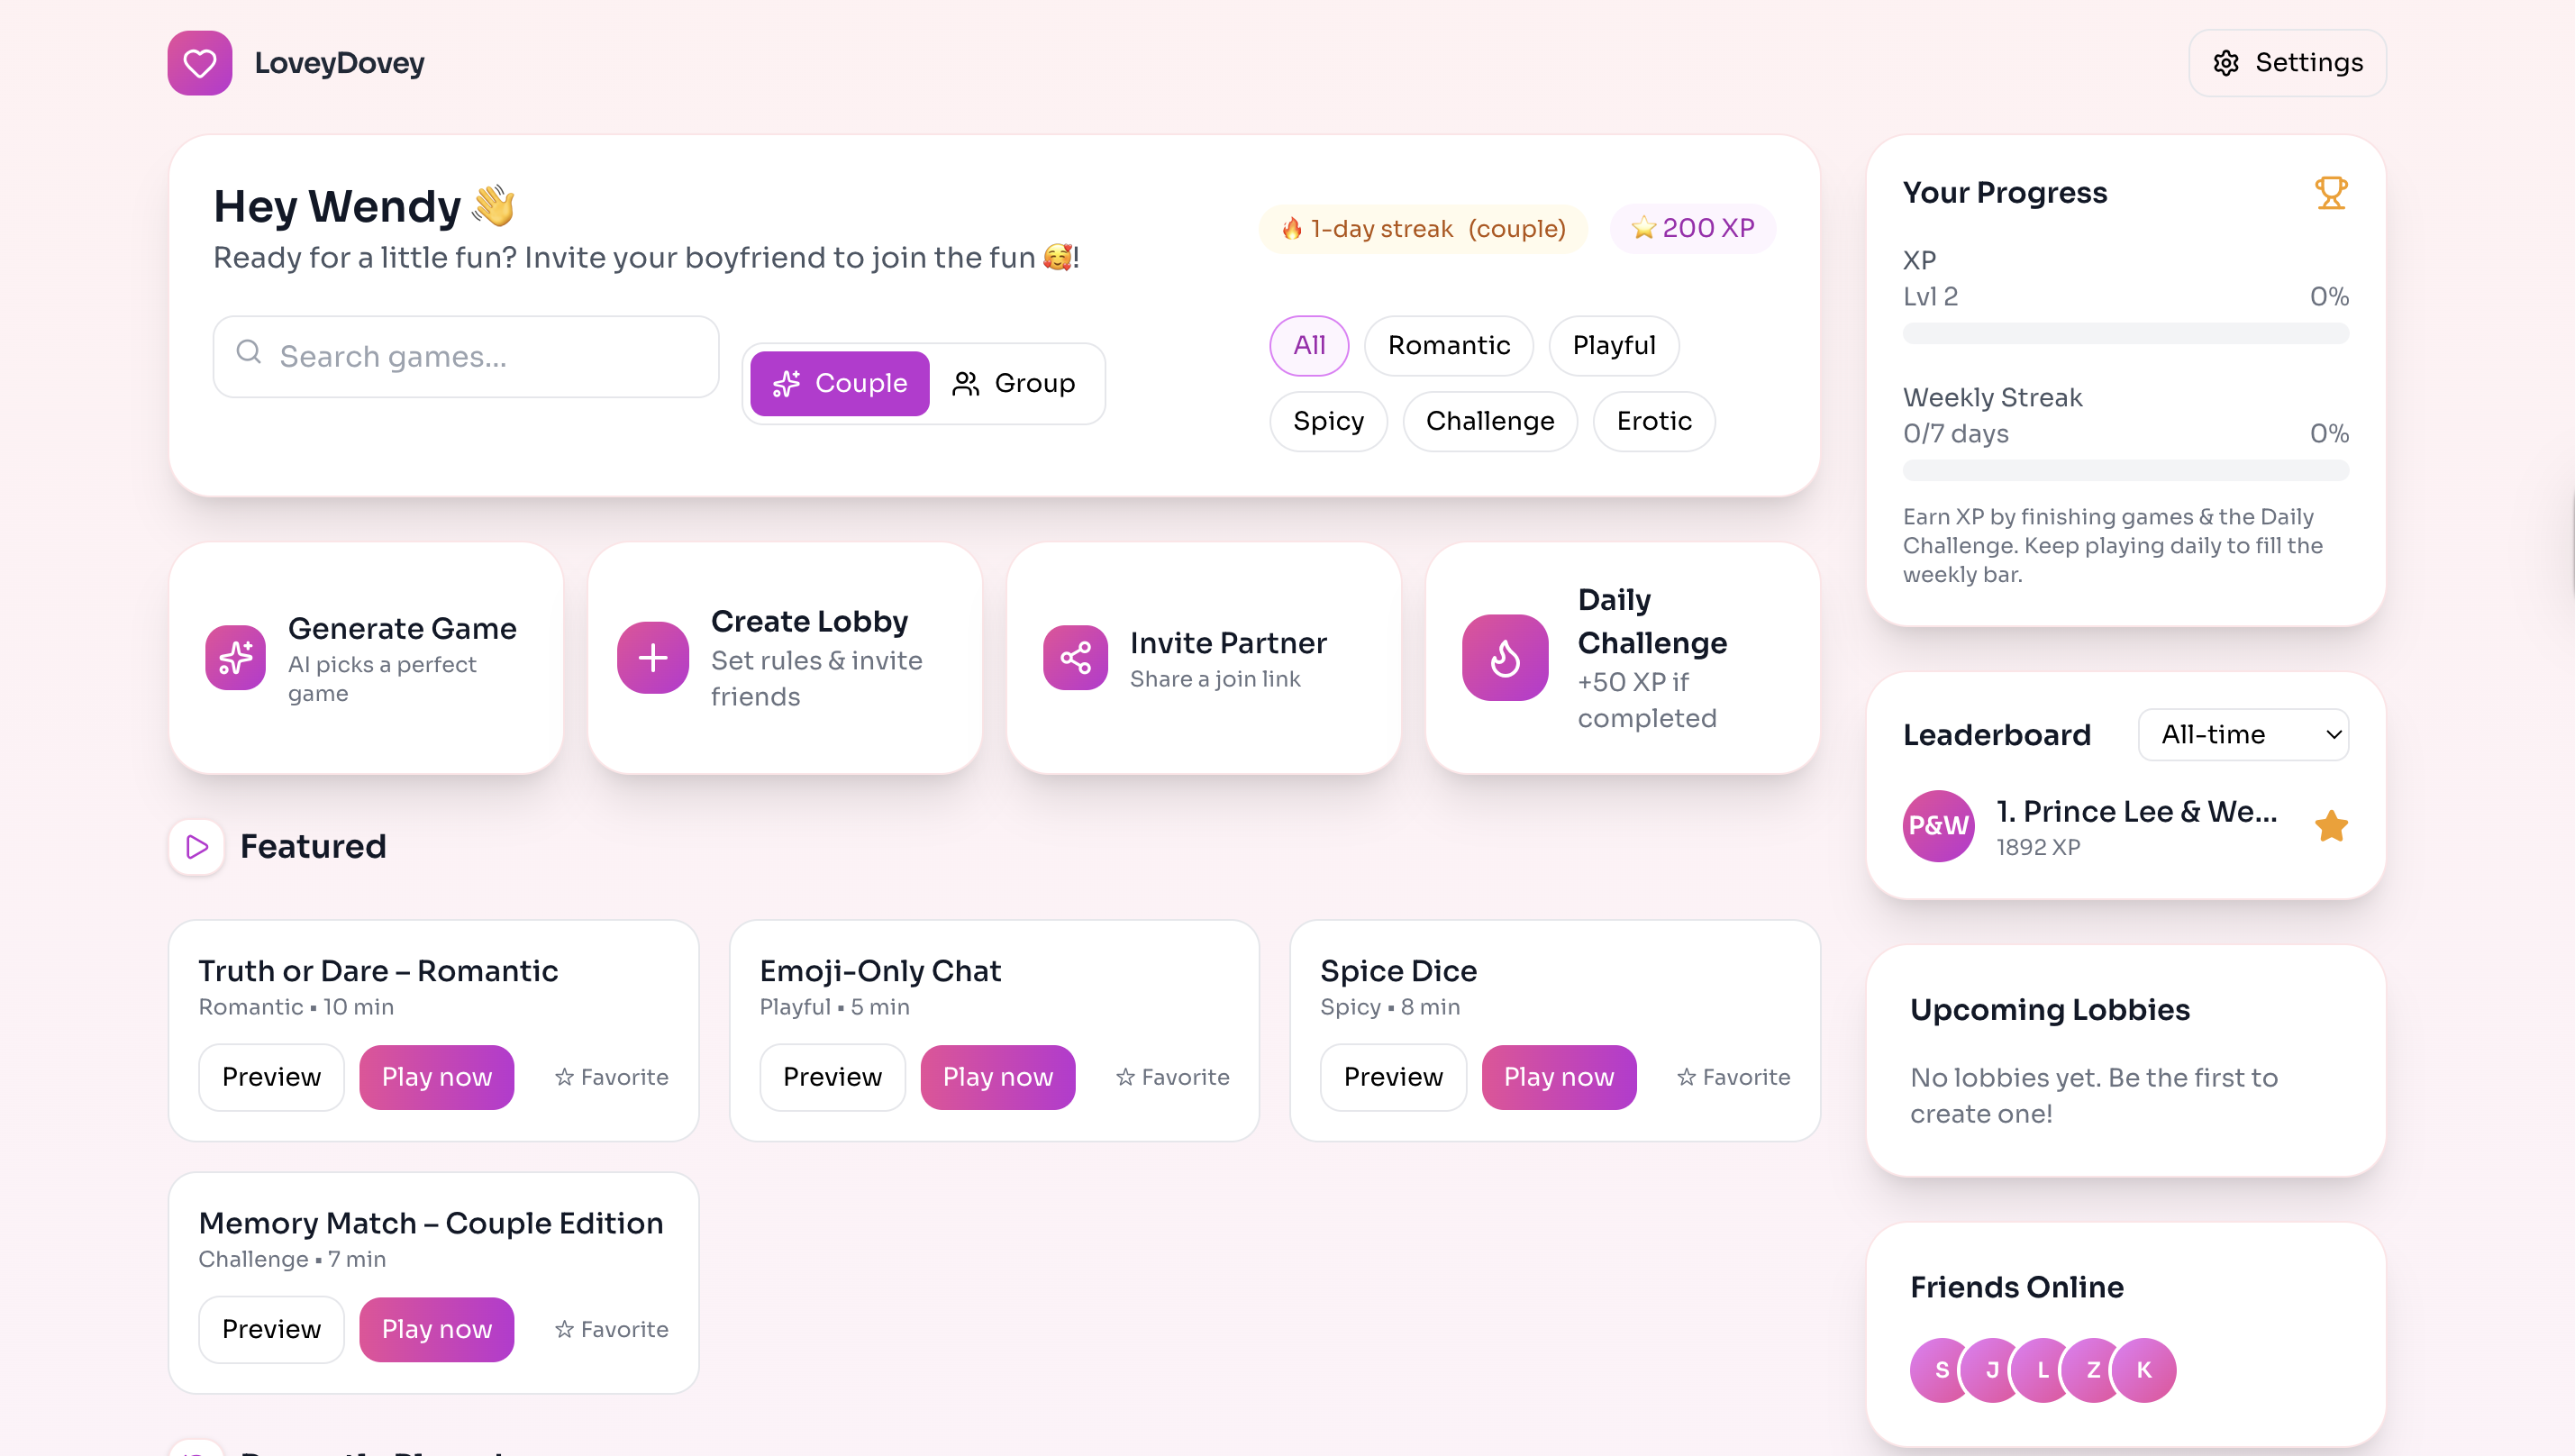 LoveyDovey
Settings
Hey Wendy 👋
Ready for a little fun? Invite your boyfriend to join the fun 🥰!
🔥 1-day streak (couple)
⭐ 200 XP
Search games...
Couple
Group
All
Romantic
Playful
Spicy
Challenge
Erotic
Generate Game
AI picks a perfect
game
Create Lobby
Set rules & invite
friends
Invite Partner
Share a join link
Daily
Challenge
+50 XP if
completed
Featured
Truth or Dare – Romantic
Romantic • 10 min
Preview
Play now
☆ Favorite
Emoji-Only Chat
Playful • 5 min
Preview
Play now
☆ Favorite
Spice Dice
Spicy • 8 min
Preview
Play now
☆ Favorite
Memory Match – Couple Edition
Challenge • 7 min
Preview
Play now
☆ Favorite
Your Progress
XP
Lvl 2
0%
Weekly Streak
0/7 days
0%
Earn XP by finishing games & the Daily
Challenge. Keep playing daily to fill the
weekly bar.
Leaderboard
All-time
P&W
1. Prince Lee & We...
1892 XP
Upcoming Lobbies
No lobbies yet. Be the first to
create one!
Friends Online
S
J
L
Z
K